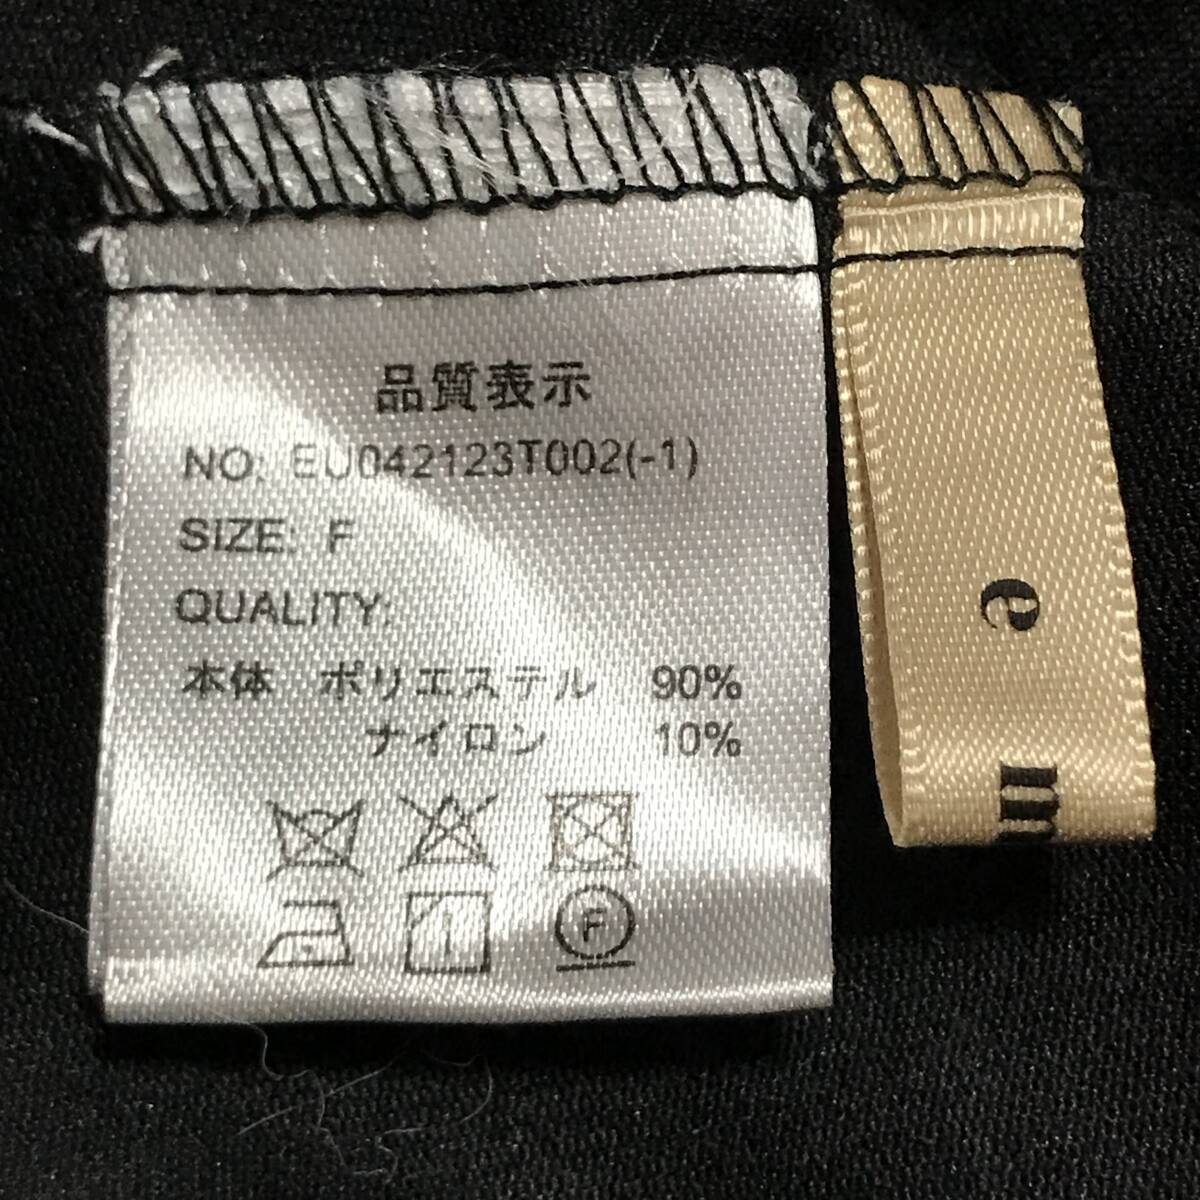 品質表示
NO: EU042123T002(-1)
SIZE: F
QUALITY:
本体 ポリエステル 90%
ナイロン 10%
F
e
m